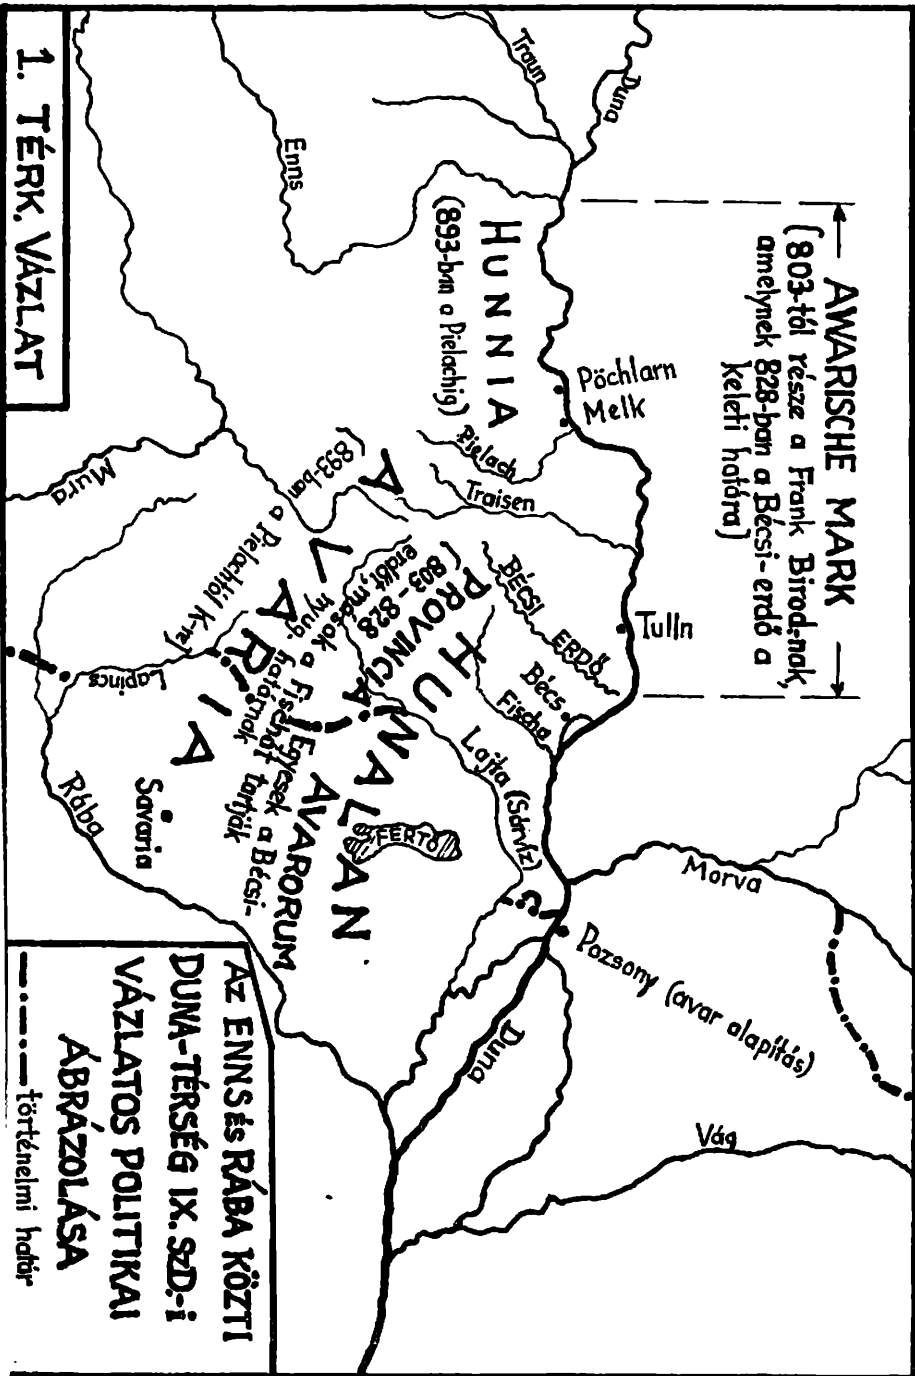 1. TÉRK. VÁZLAT
← AWARISCHE MARK →
(803-tól része a Frank Birod-nak,
amelynek 828-ban a Bécsi-erdő a
keleti határa)
Traun
Duna
Enns
HUNNIA
(893-ban a Pielachig)
Pöchlarn
Melk
Pielach
Traisen
BÉCSI ERDŐ
Tulln
Bécs
Fischa
Lajta (Sárvíz)
Morva
Pozsony (avar alapítás)
Vág
Duna
HUNALAN
PROVINCIA AVARORUM
(803-828 Egyesek a Bécsi-
erdőt, mások a Fischát tartják
nyug. határnak
AVARIA
(893-ban a Pielachtól K-re)
FERTŐ
Mura
Lapincs
Savaria
Rába
AZ ENNS ÉS RÁBA KÖZTI
DUNA-TÉRSÉG IX. SZD.-i
VÁZLATOS POLITIKAI
ÁBRÁZOLÁSA
történelmi határ